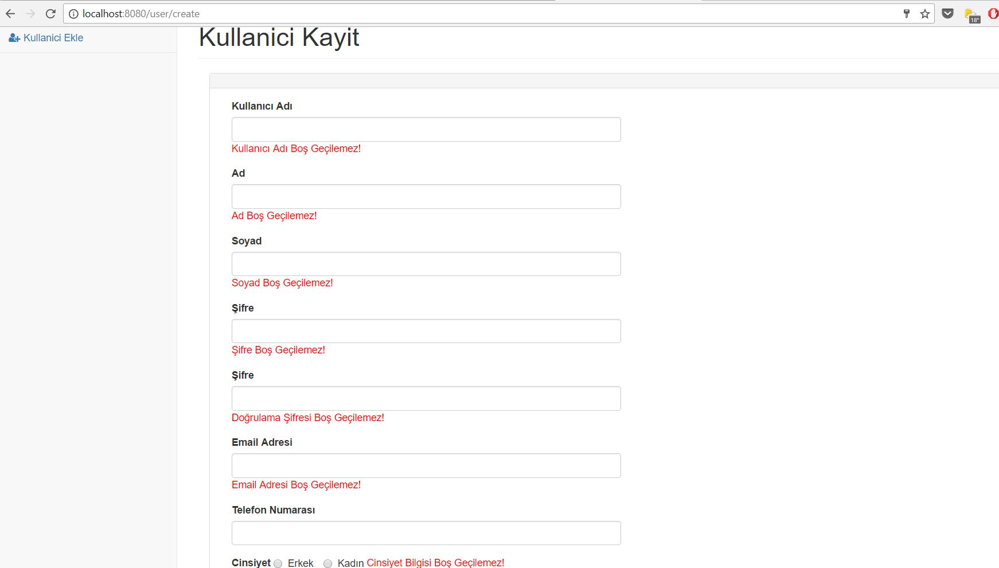 localhost:8080/user/create
18°
Kullanici Ekle
Kullanici Kayit
Kullanıcı Adı
Kullanıcı Adı Boş Geçilemez!
Ad
Ad Boş Geçilemez!
Soyad
Soyad Boş Geçilemez!
Şifre
Şifre Boş Geçilemez!
Şifre
Doğrulama Şifresi Boş Geçilemez!
Email Adresi
Email Adresi Boş Geçilemez!
Telefon Numarası
Cinsiyet Erkek Kadın Cinsiyet Bilgisi Boş Geçilemez!